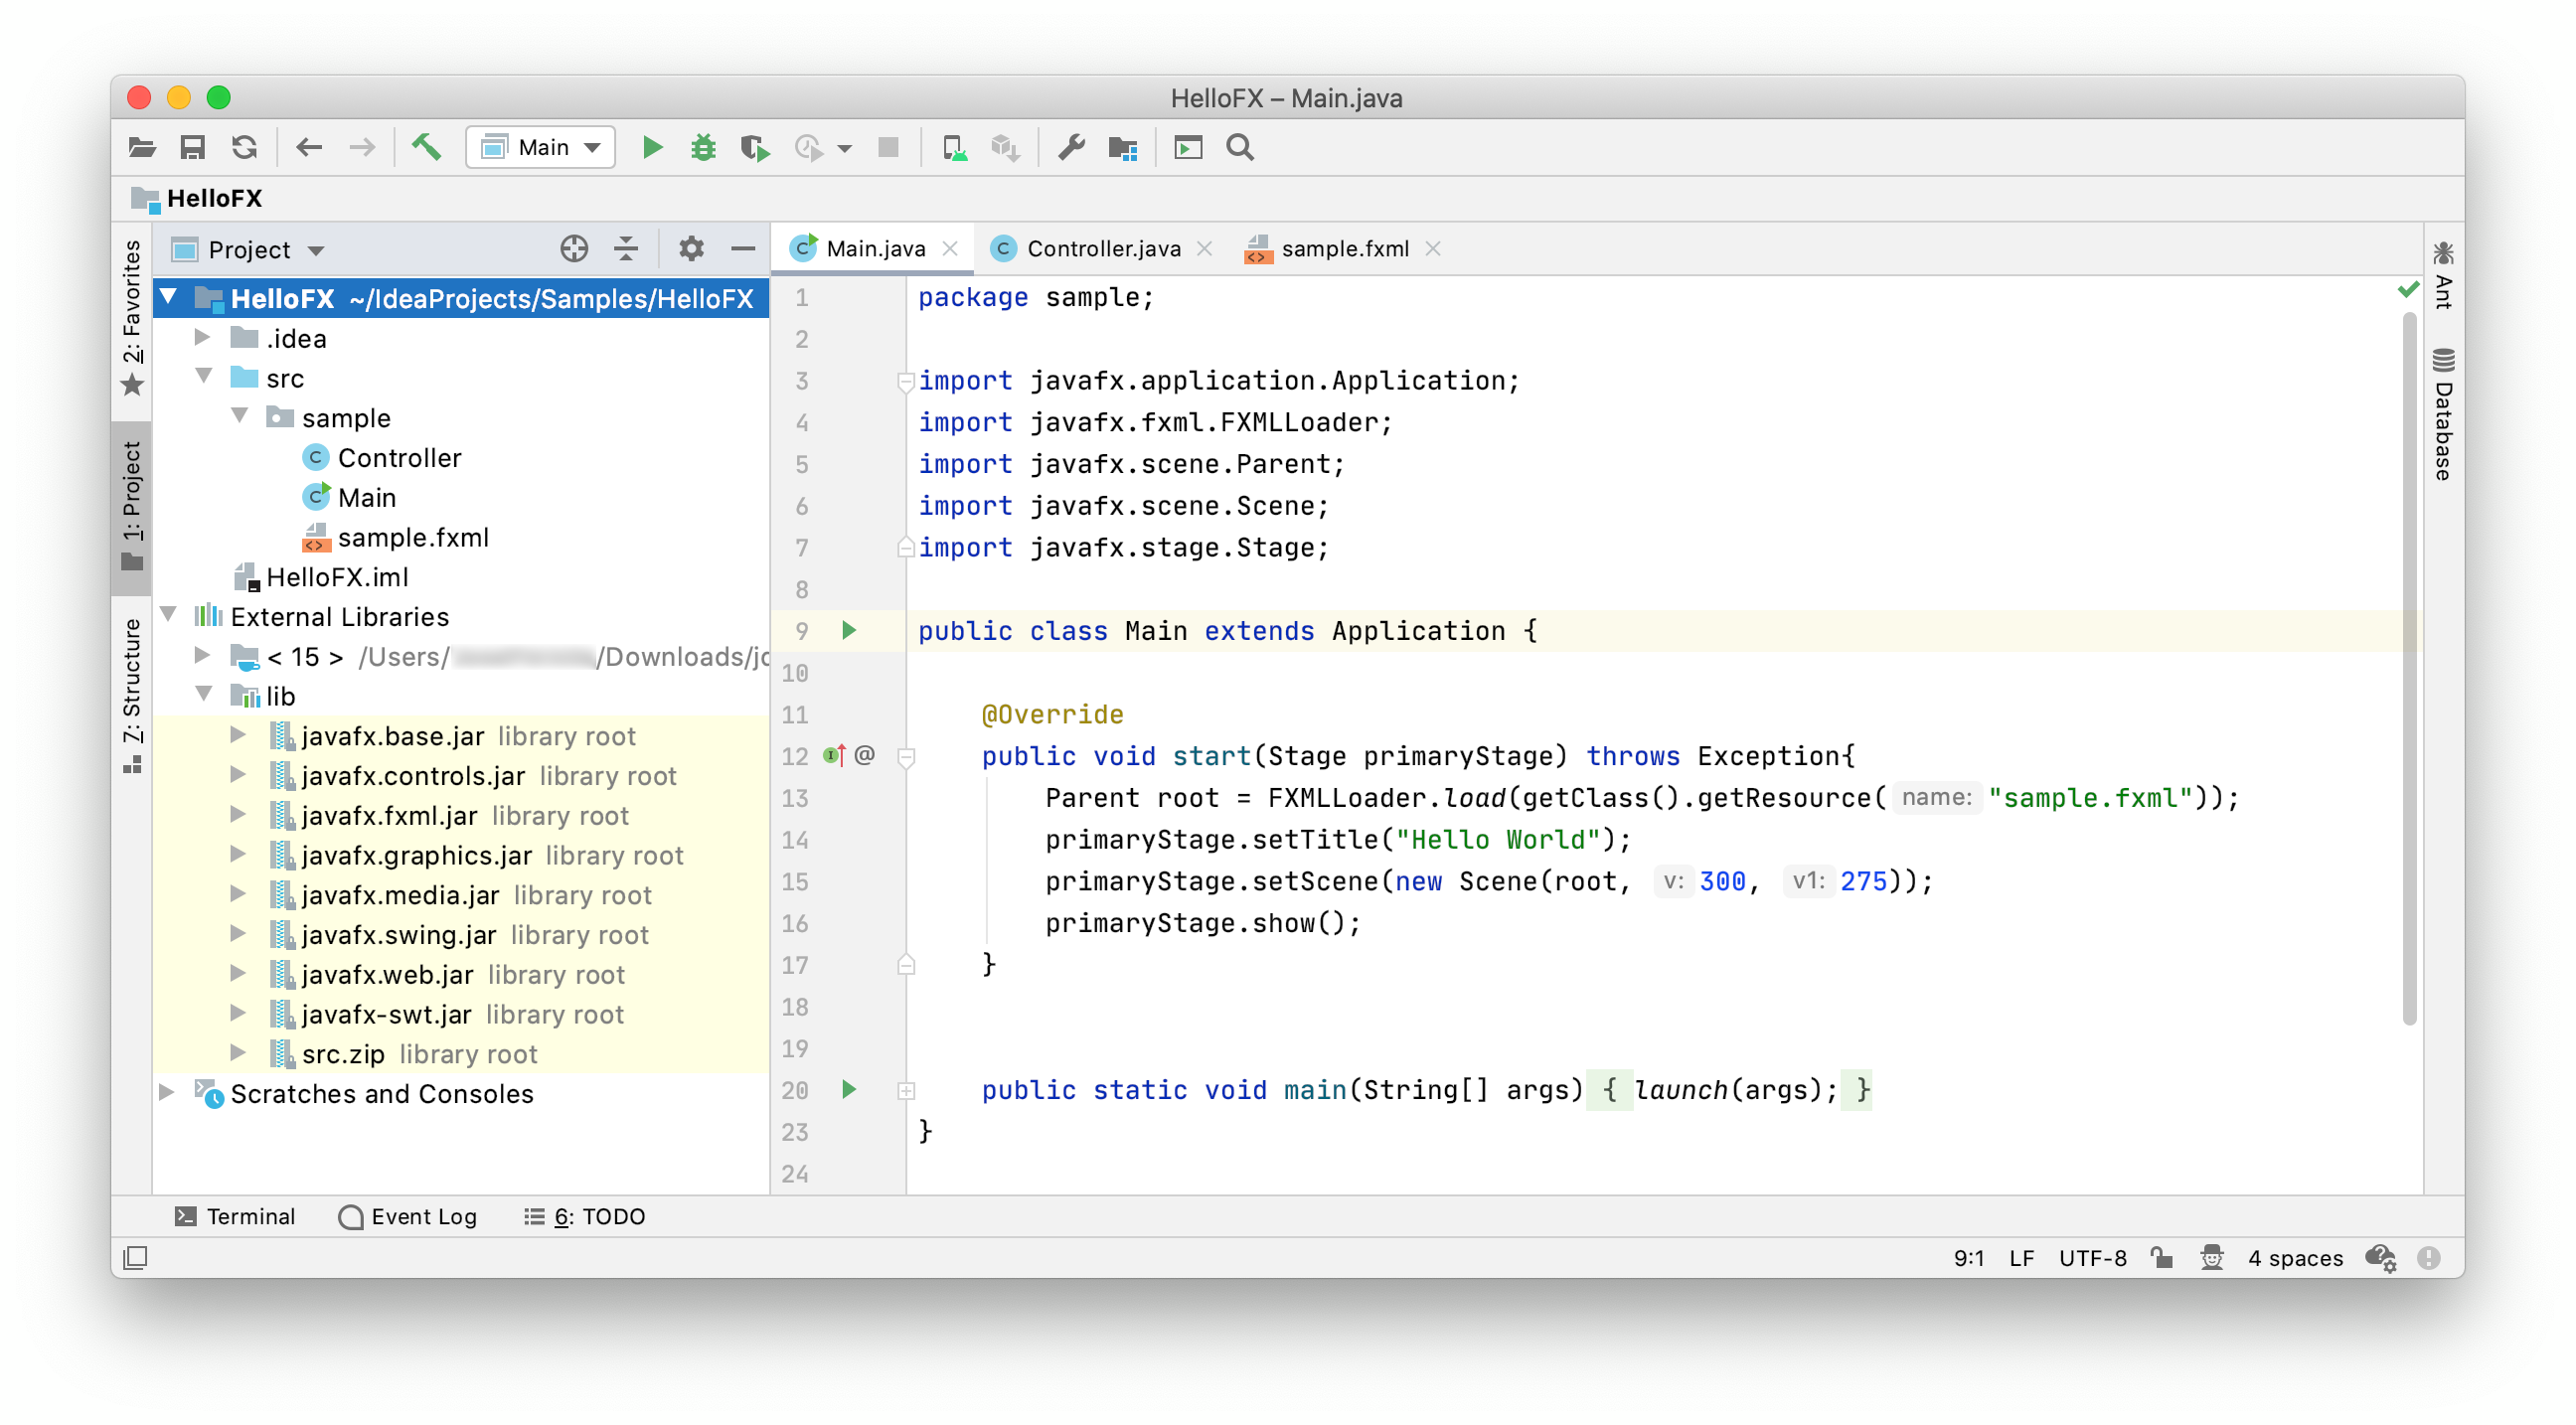 HelloFX – Main.java
Main
HelloFX
2: Favorites
1: Project
7: Structure
Project
HelloFX ~/IdeaProjects/Samples/HelloFX
.idea
src
sample
Controller
Main
sample.fxml
HelloFX.iml
External Libraries
< 15 > /Users/ /Downloads/
lib
javafx.base.jar library root
javafx.controls.jar library root
javafx.fxml.jar library root
javafx.graphics.jar library root
javafx.media.jar library root
javafx.swing.jar library root
javafx.web.jar library root
javafx-swt.jar library root
src.zip library root
Scratches and Consoles
Main.java Controller.java sample.fxml
1 package sample;
2
3 import javafx.application.Application;
4 import javafx.fxml.FXMLLoader;
5 import javafx.scene.Parent;
6 import javafx.scene.Scene;
7 import javafx.stage.Stage;
8
9 public class Main extends Application {
10
11 @Override
12 @ public void start(Stage primaryStage) throws Exception{
13 Parent root = FXMLLoader.load(getClass().getResource( name: "sample.fxml"));
14 primaryStage.setTitle("Hello World");
15 primaryStage.setScene(new Scene(root, v: 300, v1: 275));
16 primaryStage.show();
17 }
18
19
20 public static void main(String[] args) { launch(args); }
23 }
24
Ant
Database
Terminal Event Log 6: TODO
9:1 LF UTF-8 4 spaces